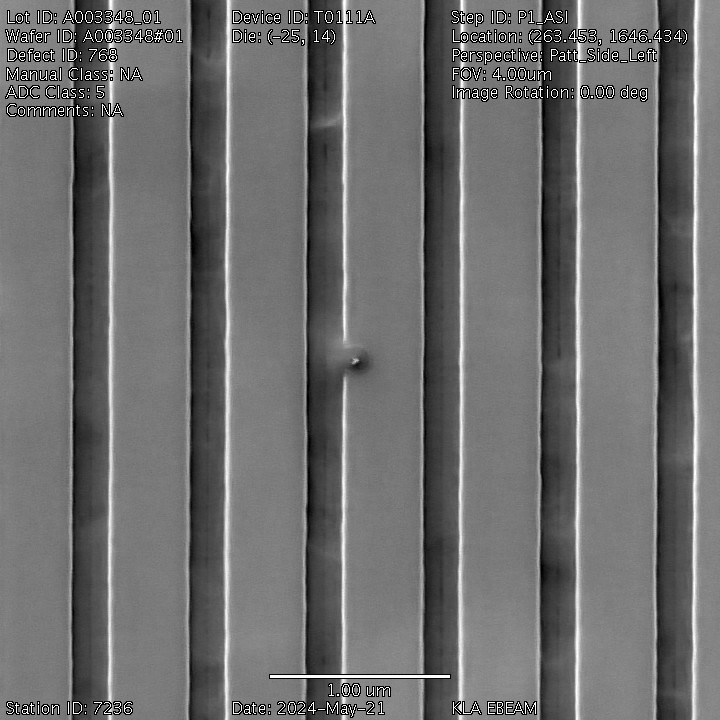 Lot ID: A003348_01 Device ID: T0111A Step ID: P1_ASI
Wafer ID: A003348#01 Die: (-25, 14) Location: (263.453, 1646.434)
Defect ID: 768 Perspective: Patt_Side_Left
Manual Class: NA FOV: 4.00um
ADC Class: 5 Image Rotation: 0.00 deg
Comments: NA
1.00 um
Station ID: 7236 Date: 2024-May-21 KLA EBEAM